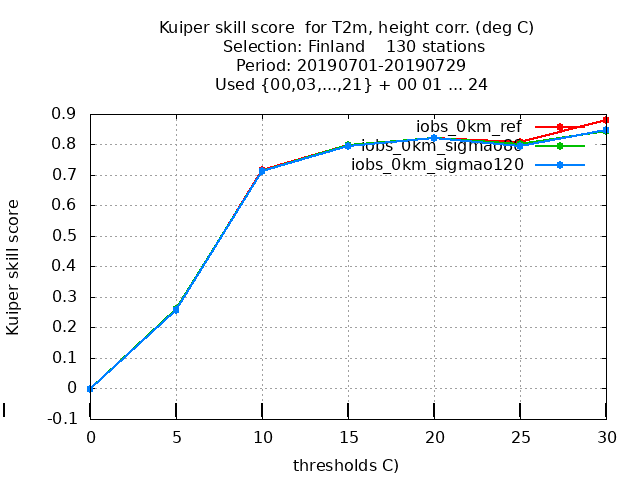 Kuiper skill score for T2m, height corr. (deg C)
Selection: Finland 130 stations
Period: 20190701-20190729
Used {00,03,...,21} + 00 01 ... 24
Kuiper skill score
0.9
0.8
0.7
0.6
0.5
0.4
0.3
0.2
0.1
0
-0.1
iobs_0km_ref
iobs_0km_sigmao80
iobs_0km_sigmao120
0 5 10 15 20 25 30
thresholds C)